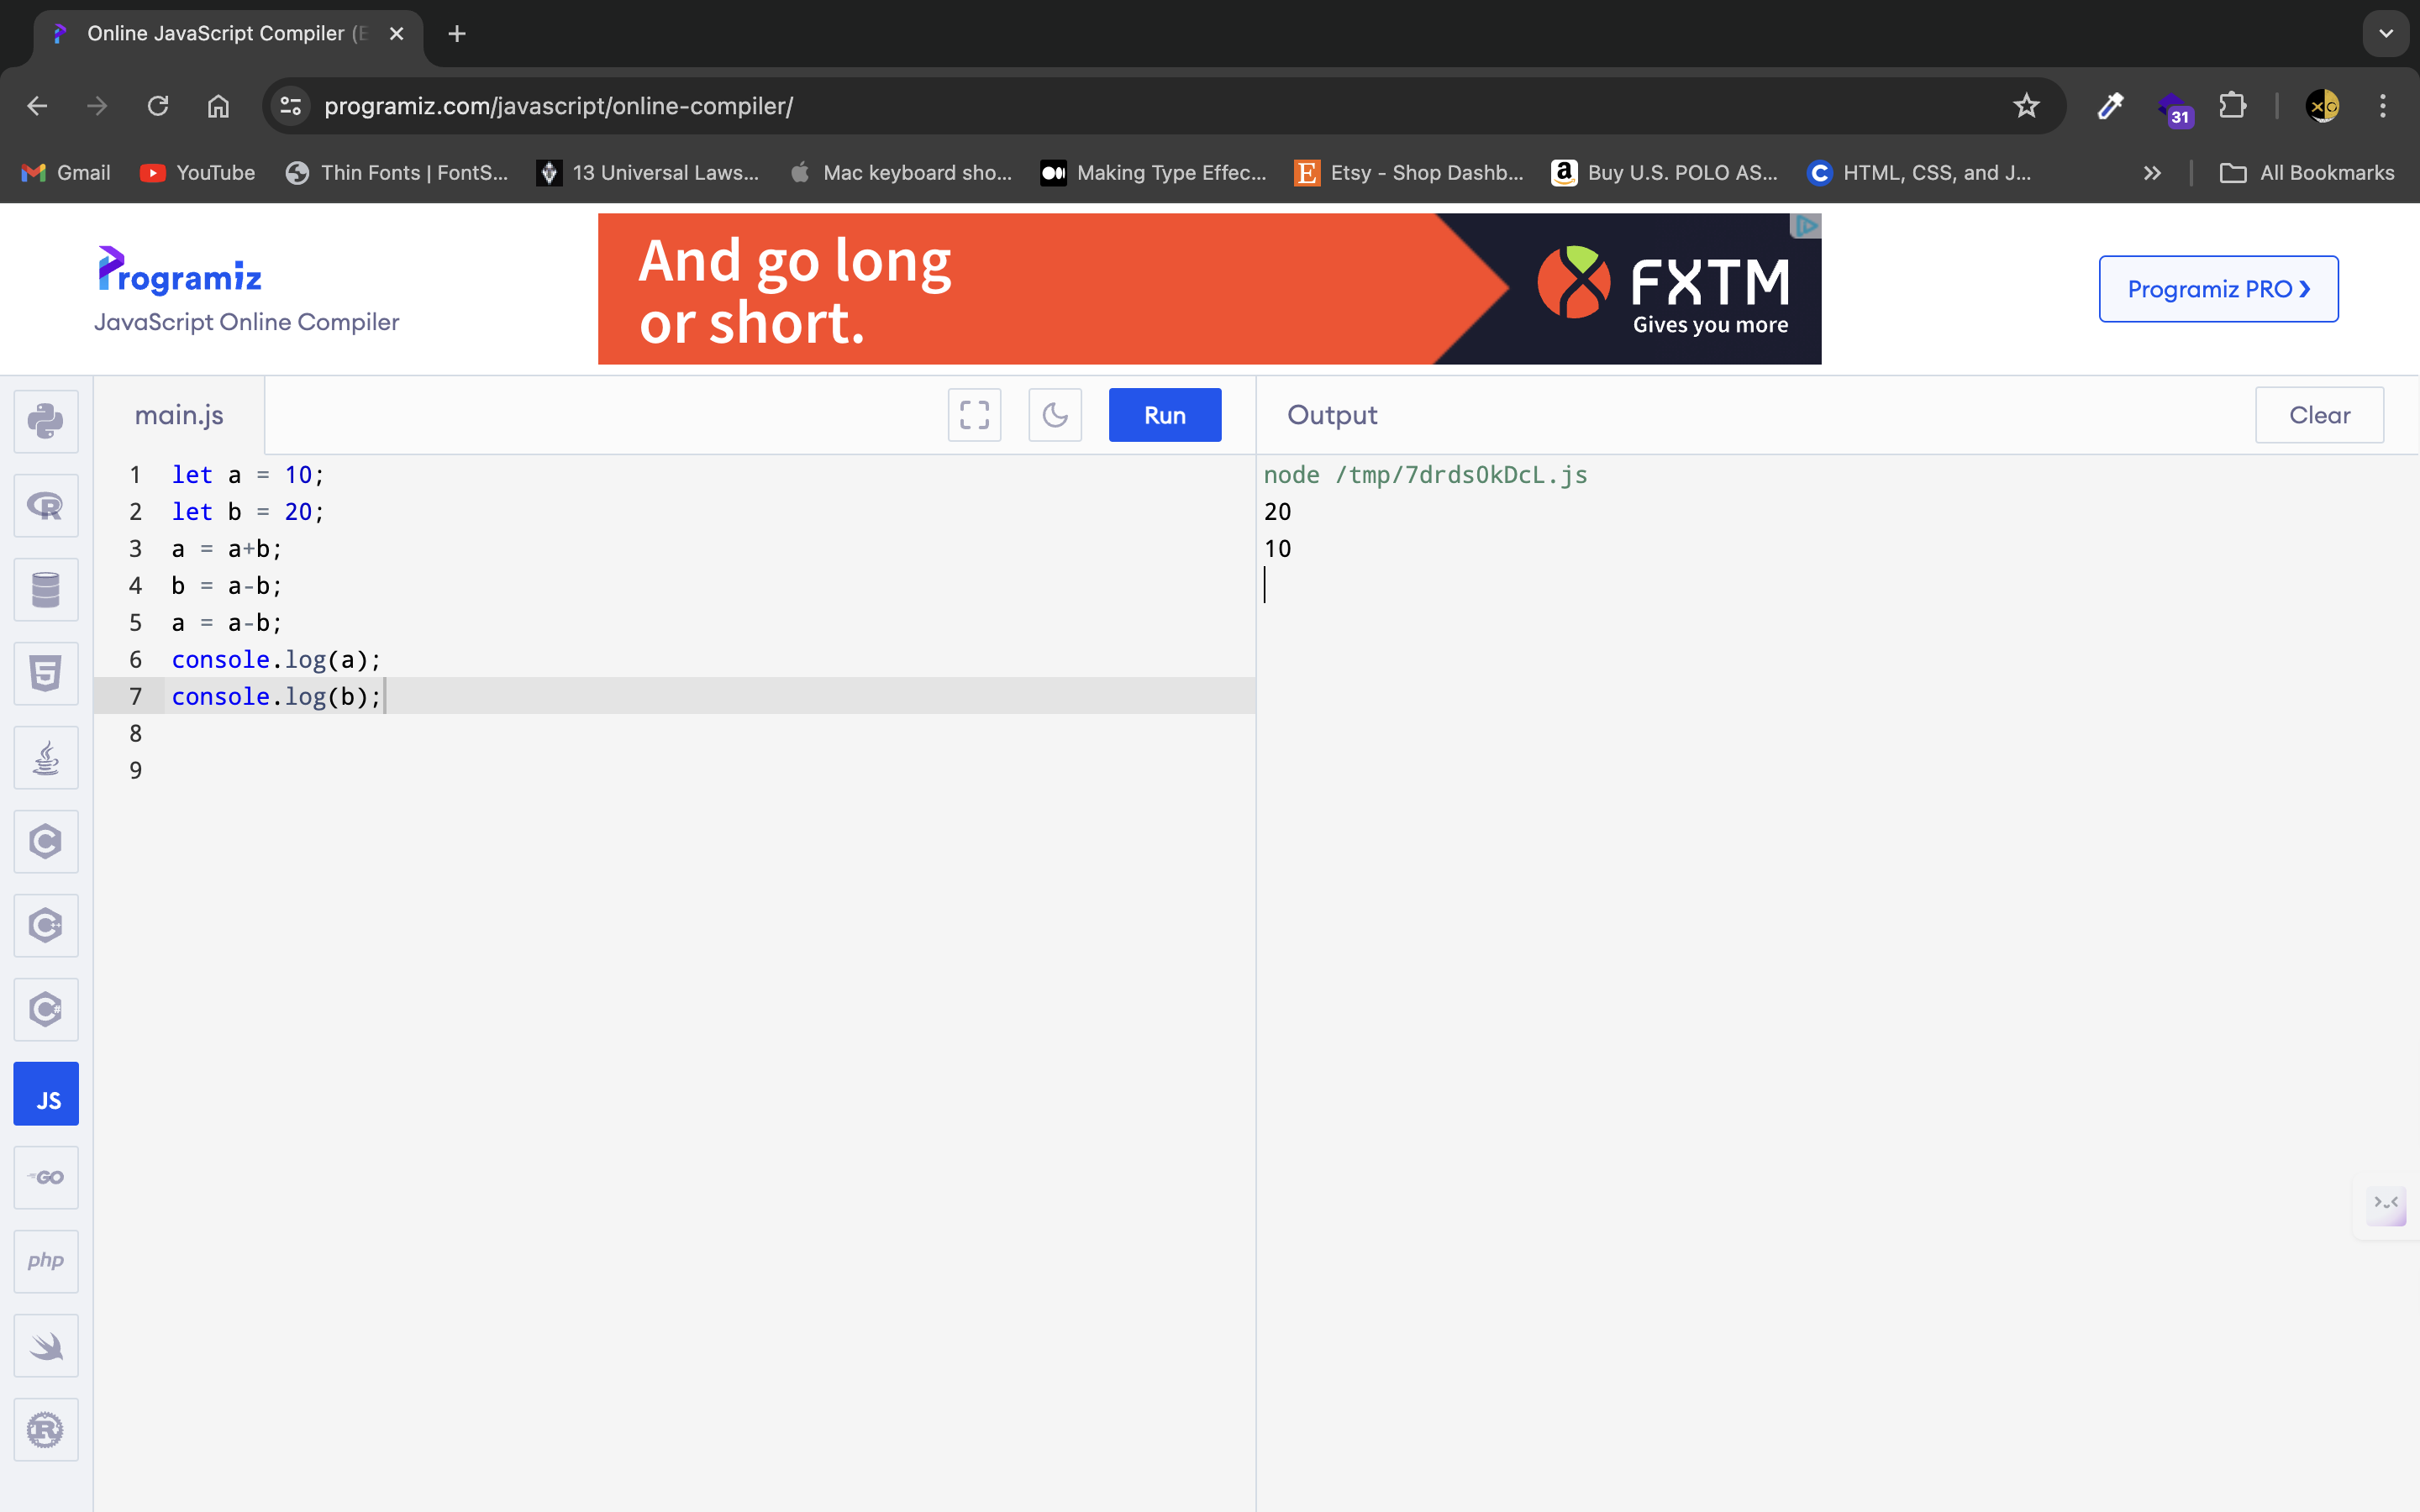 Online JavaScript Compiler (E
programiz.com/javascript/online-compiler/
31
Gmail
YouTube
Thin Fonts | FontS...
13 Universal Laws...
Mac keyboard sho...
Making Type Effec...
Etsy - Shop Dashb...
Buy U.S. POLO AS...
HTML, CSS, and J...
All Bookmarks
Programiz
JavaScript Online Compiler
And go long
or short.
FXTM
Gives you more
Programiz PRO ❯
main.js
Run
Output
Clear
1 let a = 10;
2 let b = 20;
3 a = a+b;
4 b = a-b;
5 a = a-b;
6 console.log(a);
7 console.log(b);
8
9
node /tmp/7drds0kDcL.js
20
10
JS
GO
php